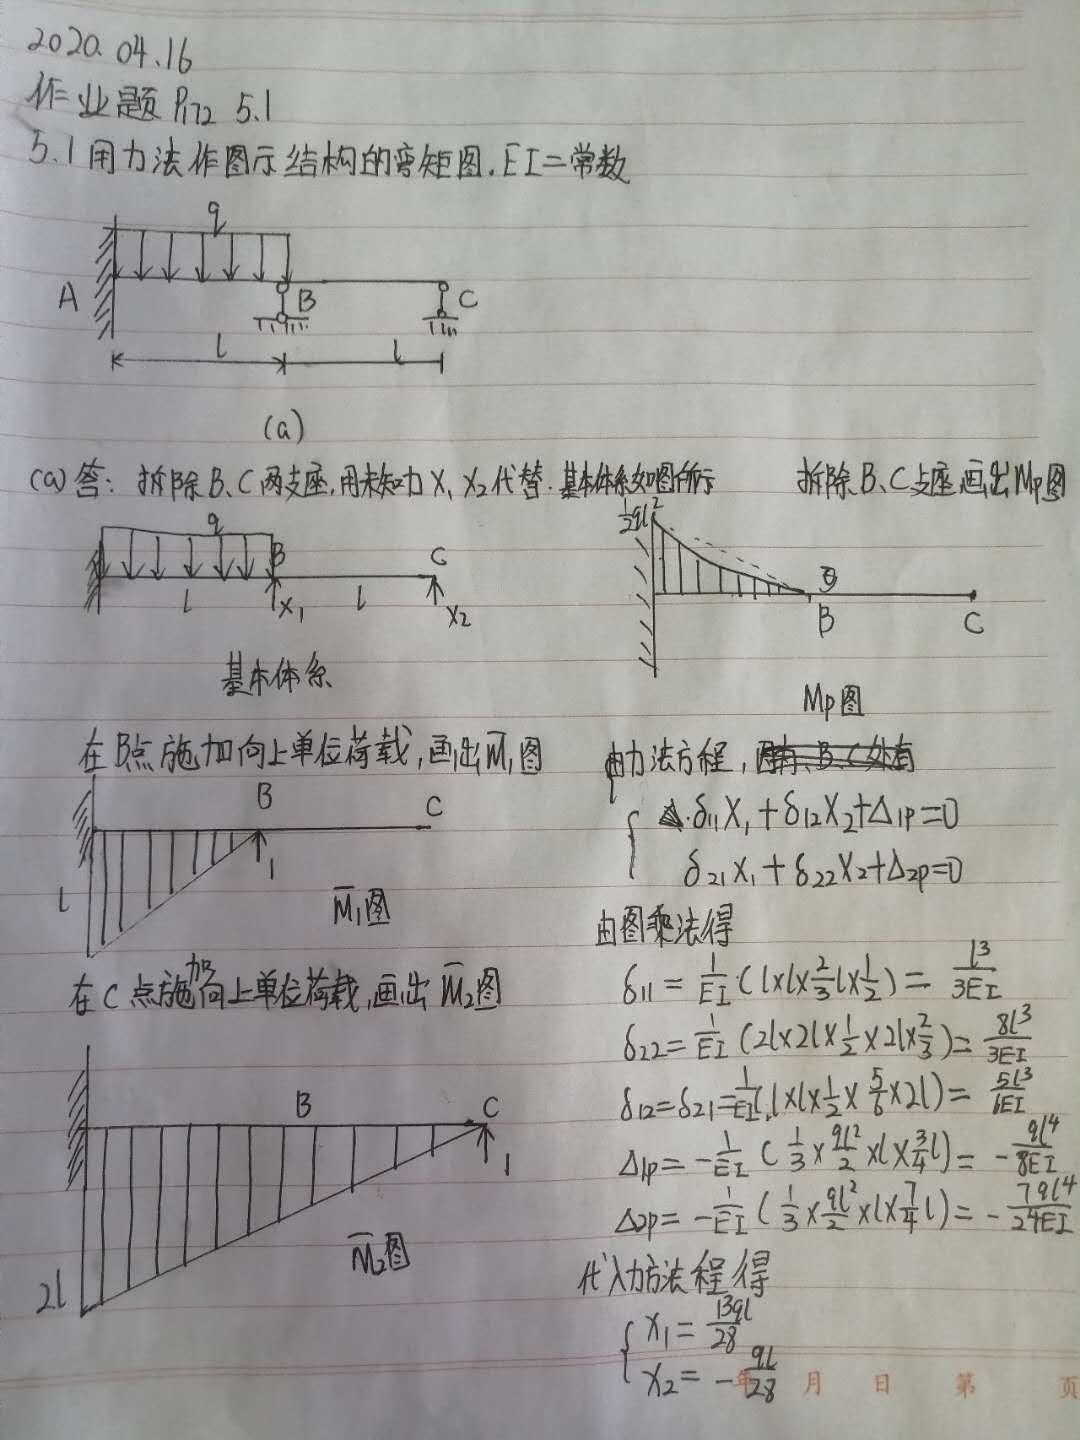 2020.04.16
作业题 P172 5.1
5.1 用力法作图示结构的弯矩图.EI=常数
q
A
B
C
l
l
(a)
(a)答: 拆除B、C两支座,用未知力X₁ X₂代替.基本体系如图所示
q
B
C
l
X₁
l
X₂
基本体系
拆除B、C支座画出Mp图
½ql²
B
C
Mp图
在B点施加向上单位荷载,画出M̅₁图
B
C
l
1
M̅₁图
在C点施加向上单位荷载,画出M̅₂图
B
C
1
2l
M̅₂图
由力法方程,
δ₁₁X₁+δ₁₂X₂+Δ₁p=0
δ₂₁X₁+δ₂₂X₂+Δ₂p=0
由图乘法得
δ₁₁=1/EI·(l×l×2/3l×1/2)=l³/3EI
δ₂₂=1/EI(2l×2l×1/2×2l×2/3)=8l³/3EI
δ₁₂=δ₂₁=1/EI(l×l×1/2×5/6×2l)=5l³/6EI
Δ₁p=-1/EI(1/3×ql²/2×l×3/4l)=-ql⁴/8EI
Δ₂p=-1/EI(1/3×ql²/2×l×7/4l)=-7ql⁴/24EI
代入力法方程得
X₁=13ql/28
X₂=-ql/28
年 月 日 第 页